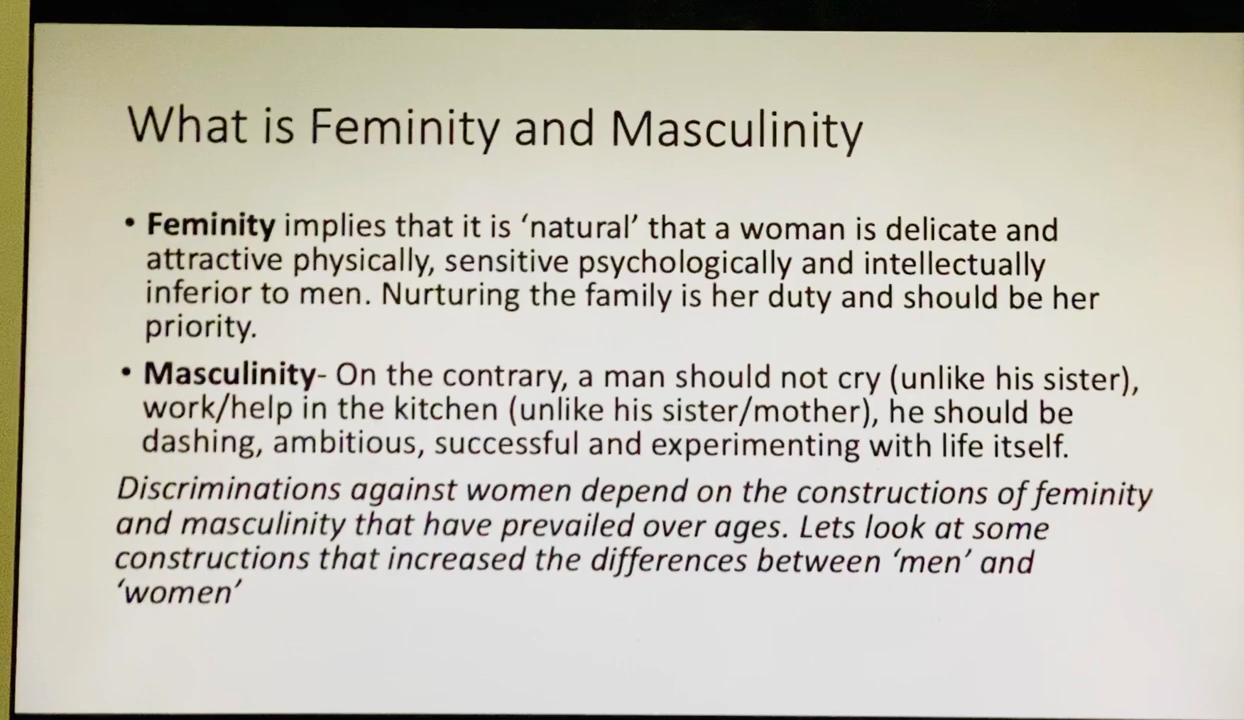 What is Feminity and Masculinity
• Feminity implies that it is ‘natural’ that a woman is delicate and
attractive physically, sensitive psychologically and intellectually
inferior to men. Nurturing the family is her duty and should be her
priority.
• Masculinity- On the contrary, a man should not cry (unlike his sister),
work/help in the kitchen (unlike his sister/mother), he should be
dashing, ambitious, successful and experimenting with life itself.
Discriminations against women depend on the constructions of feminity
and masculinity that have prevailed over ages. Lets look at some
constructions that increased the differences between ‘men’ and
‘women’